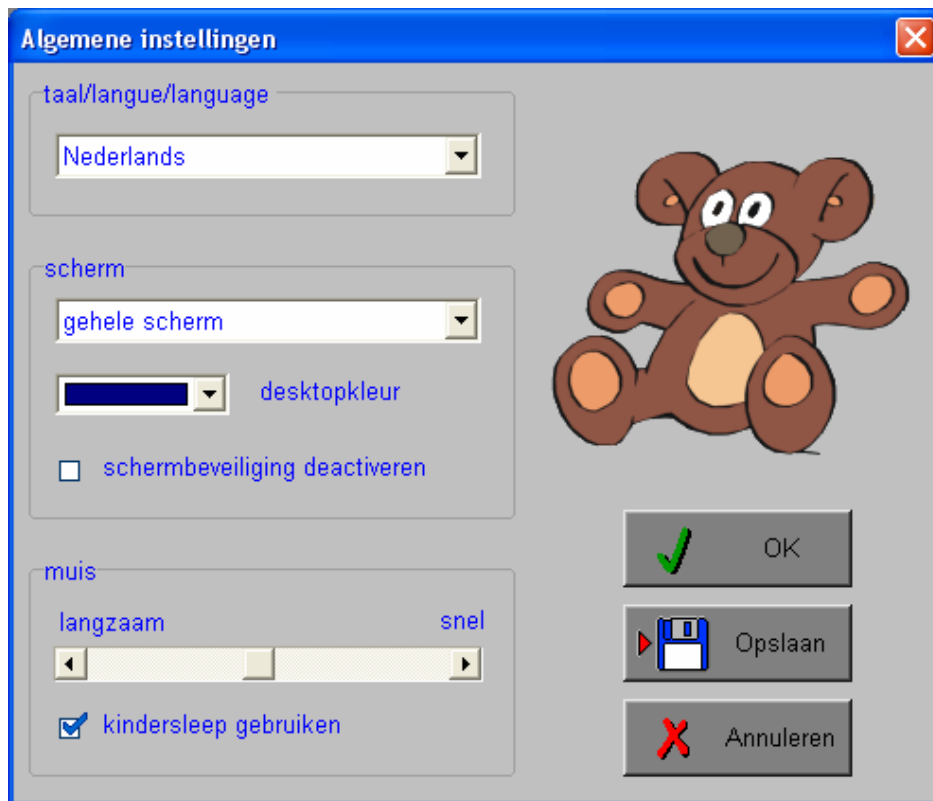 Algemene instellingen
taal/langue/language
Nederlands
scherm
gehele scherm
desktopkleur
schermbeveiliging deactiveren
muis
langzaam snel
kindersleep gebruiken
OK
Opslaan
Annuleren